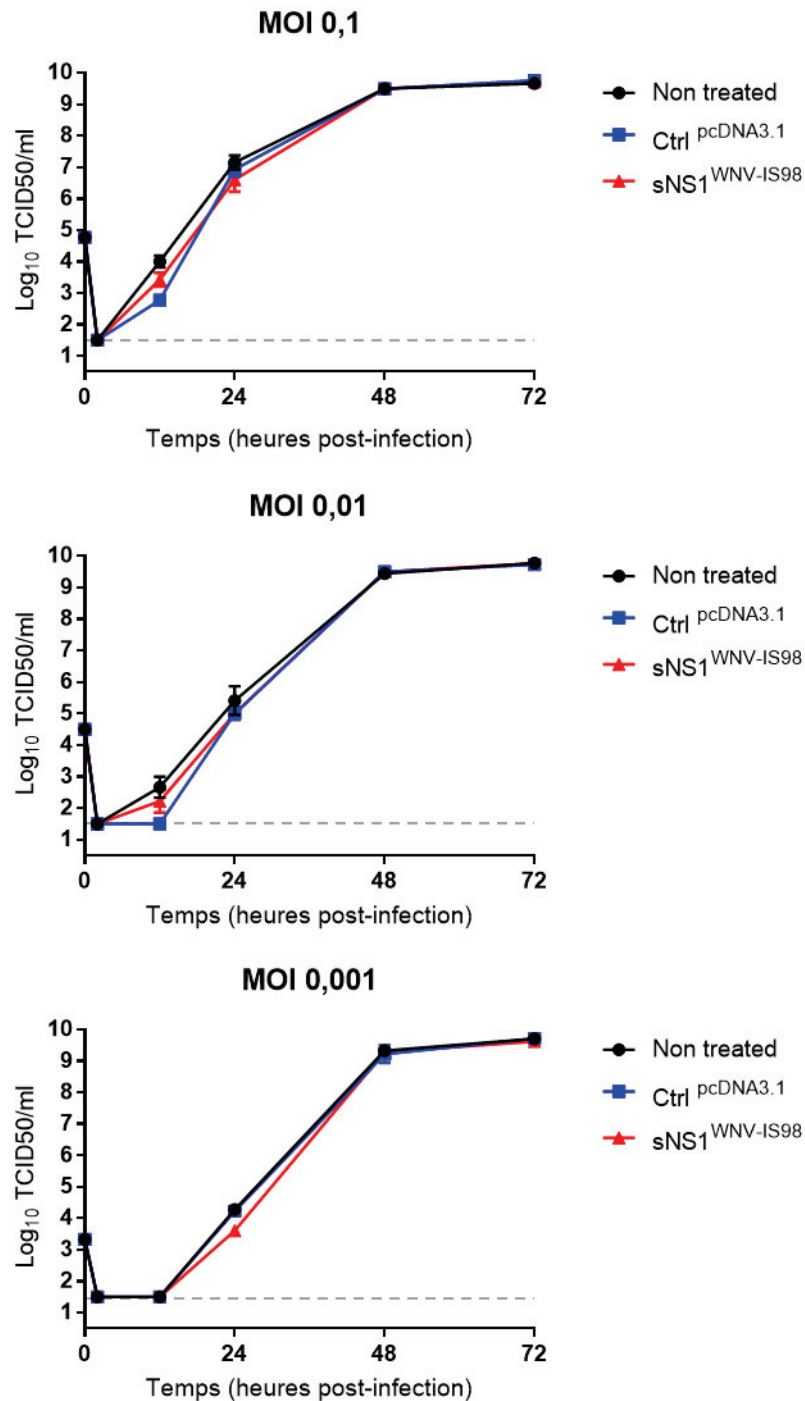 MOI 0,1
10
9
8
7
6
5
4
3
2
1
Log₁₀ TCID50/ml
0 24 48 72
Temps (heures post-infection)
Non treated
Ctrl pcDNA3.1
sNS1WNV-IS98
MOI 0,01
10
9
8
7
6
5
4
3
2
1
Log₁₀ TCID50/ml
0 24 48 72
Temps (heures post-infection)
Non treated
Ctrl pcDNA3.1
sNS1WNV-IS98
MOI 0,001
10
9
8
7
6
5
4
3
2
1
Log₁₀ TCID50/ml
0 24 48 72
Temps (heures post-infection)
Non treated
Ctrl pcDNA3.1
sNS1WNV-IS98